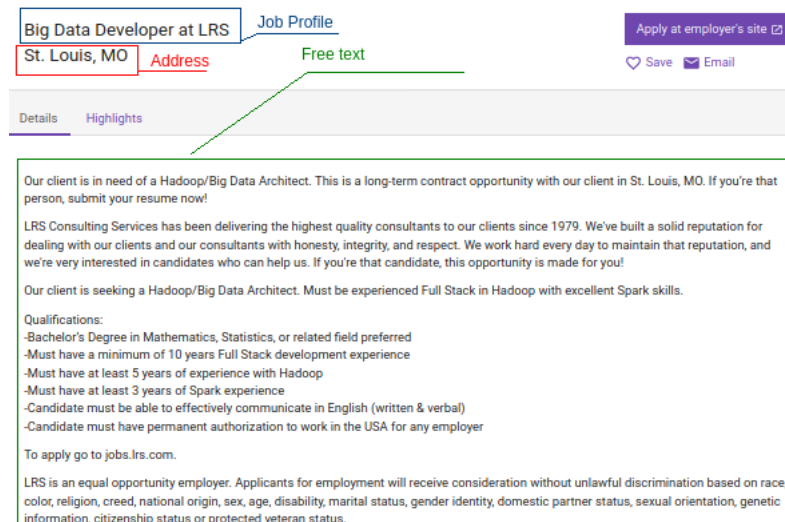 Big Data Developer at LRS
Job Profile
Apply at employer's site
St. Louis, MO
Address
Free text
Save
Email
Details
Highlights
Our client is in need of a Hadoop/Big Data Architect. This is a long-term contract opportunity with our client in St. Louis, MO. If you're that
person, submit your resume now!
LRS Consulting Services has been delivering the highest quality consultants to our clients since 1979. We've built a solid reputation for
dealing with our clients and our consultants with honesty, integrity, and respect. We work hard every day to maintain that reputation, and
we're very interested in candidates who can help us. If you're that candidate, this opportunity is made for you!
Our client is seeking a Hadoop/Big Data Architect. Must be experienced Full Stack in Hadoop with excellent Spark skills.
Qualifications:
-Bachelor's Degree in Mathematics, Statistics, or related field preferred
-Must have a minimum of 10 years Full Stack development experience
-Must have at least 5 years of experience with Hadoop
-Must have at least 3 years of Spark experience
-Candidate must be able to effectively communicate in English (written & verbal)
-Candidate must have permanent authorization to work in the USA for any employer
To apply go to jobs.lrs.com.
LRS is an equal opportunity employer. Applicants for employment will receive consideration without unlawful discrimination based on race
color, religion, creed, national origin, sex, age, disability, marital status, gender identity, domestic partner status, sexual orientation, genetic
information, citizenship status or protected veteran status.